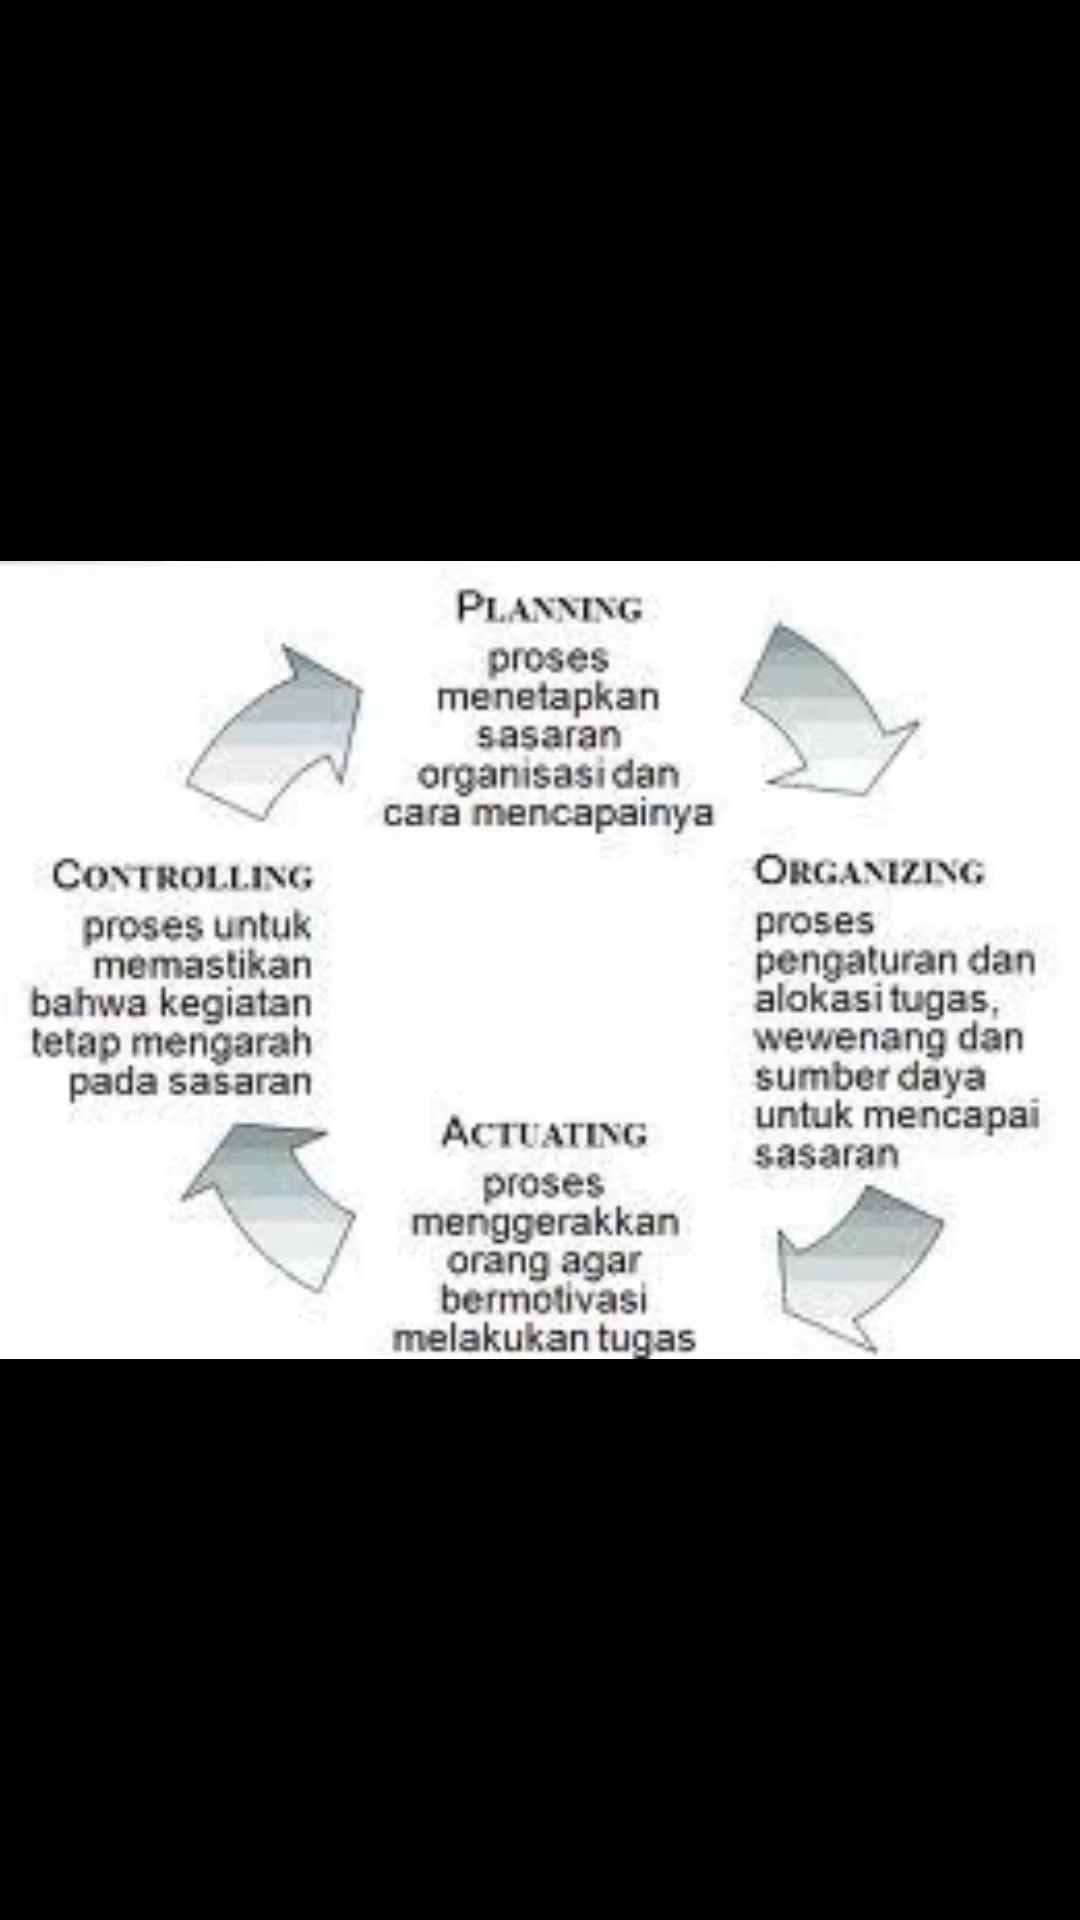 PLANNING
proses
menetapkan
sasaran
organisasi dan
cara mencapainya
ORGANIZING
proses
pengaturan dan
alokasi tugas,
wewenang dan
sumber daya
untuk mencapai
sasaran
ACTUATING
proses
menggerakkan
orang agar
bermotivasi
melakukan tugas
CONTROLLING
proses untuk
memastikan
bahwa kegiatan
tetap mengarah
pada sasaran